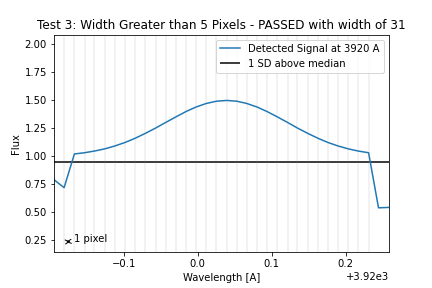 Test 3: Width Greater than 5 Pixels - PASSED with width of 31
2.00
1.75
1.50
1.25
1.00
0.75
0.50
0.25
Flux
Detected Signal at 3920 A
1 SD above median
1 pixel
−0.1
0.0
0.1
0.2
Wavelength [A]
+3.92e3